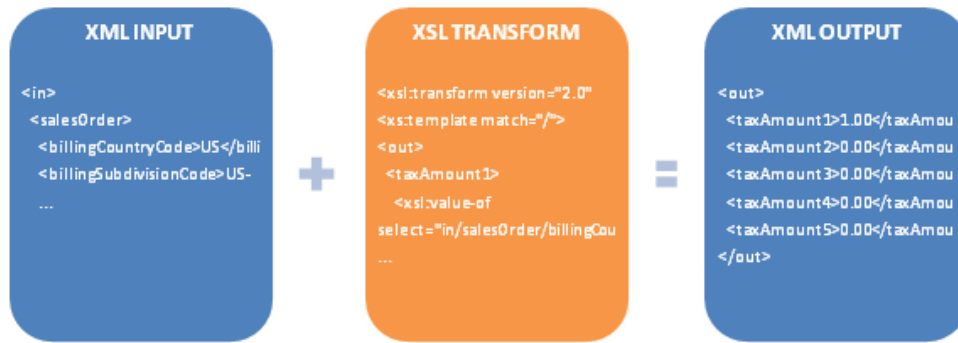 XML INPUT
<in>
<salesOrder>
<billingCountryCode>US</billi
<billingSubdivisionCode>US-
...
+
XSL TRANSFORM
<xsl:transform version="2.0"
<xs:template match="/">
<out>
<taxAmount1>
<xsl:value-of
select="in/salesOrder/billingCou
...
=
XML OUTPUT
<out>
<taxAmount1>1.00</taxAmou
<taxAmount2>0.00</taxAmou
<taxAmount3>0.00</taxAmou
<taxAmount4>0.00</taxAmou
<taxAmount5>0.00</taxAmou
</out>